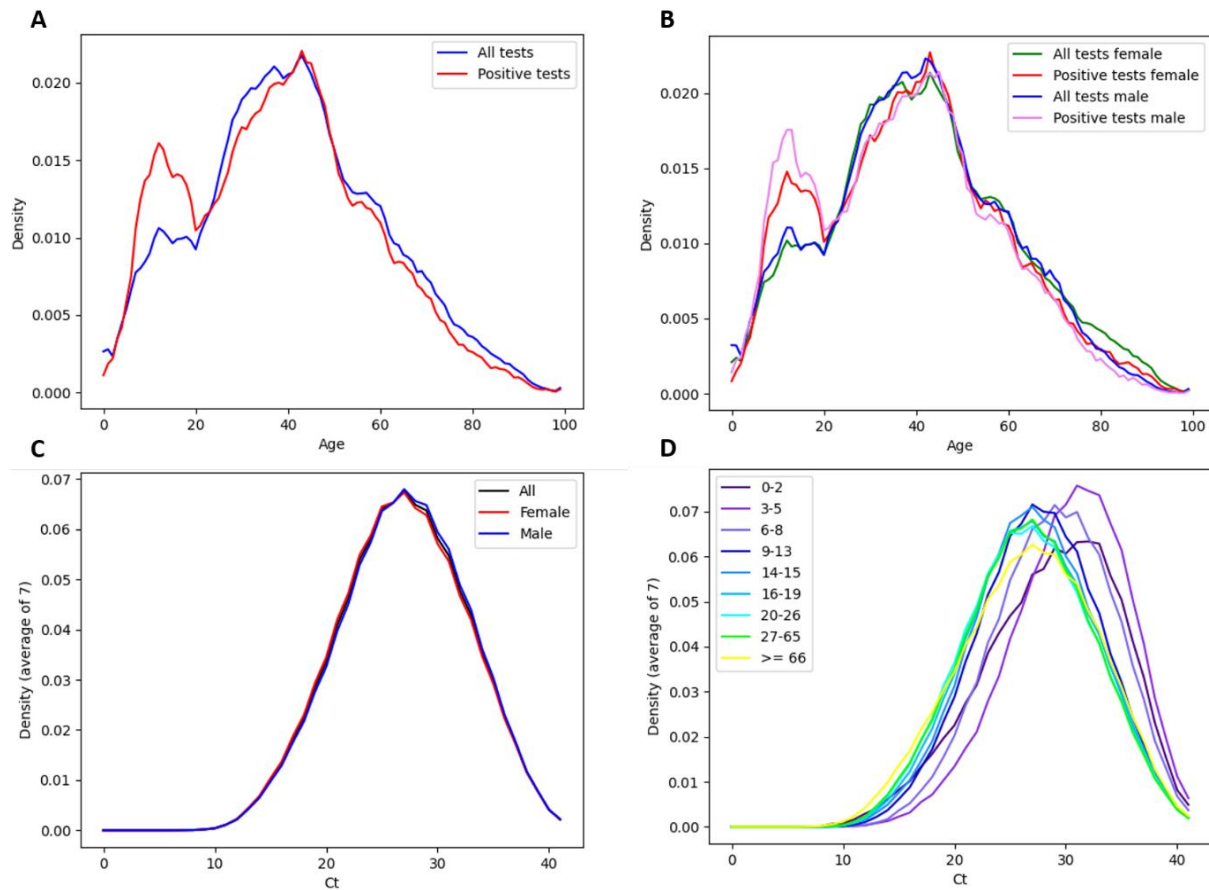 A
All tests
Positive tests
0.020
0.015
0.010
0.005
0.000
Density
0 20 40 60 80 100
Age
B
All tests female
Positive tests female
All tests male
Positive tests male
0.020
0.015
0.010
0.005
0.000
Density
0 20 40 60 80 100
Age
C
All
Female
Male
0.07
0.06
0.05
0.04
0.03
0.02
0.01
0.00
Density (average of 7)
0 10 20 30 40
Ct
D
0-2
3-5
6-8
9-13
14-15
16-19
20-26
27-65
>= 66
0.07
0.06
0.05
0.04
0.03
0.02
0.01
0.00
Density (average of 7)
0 10 20 30 40
Ct